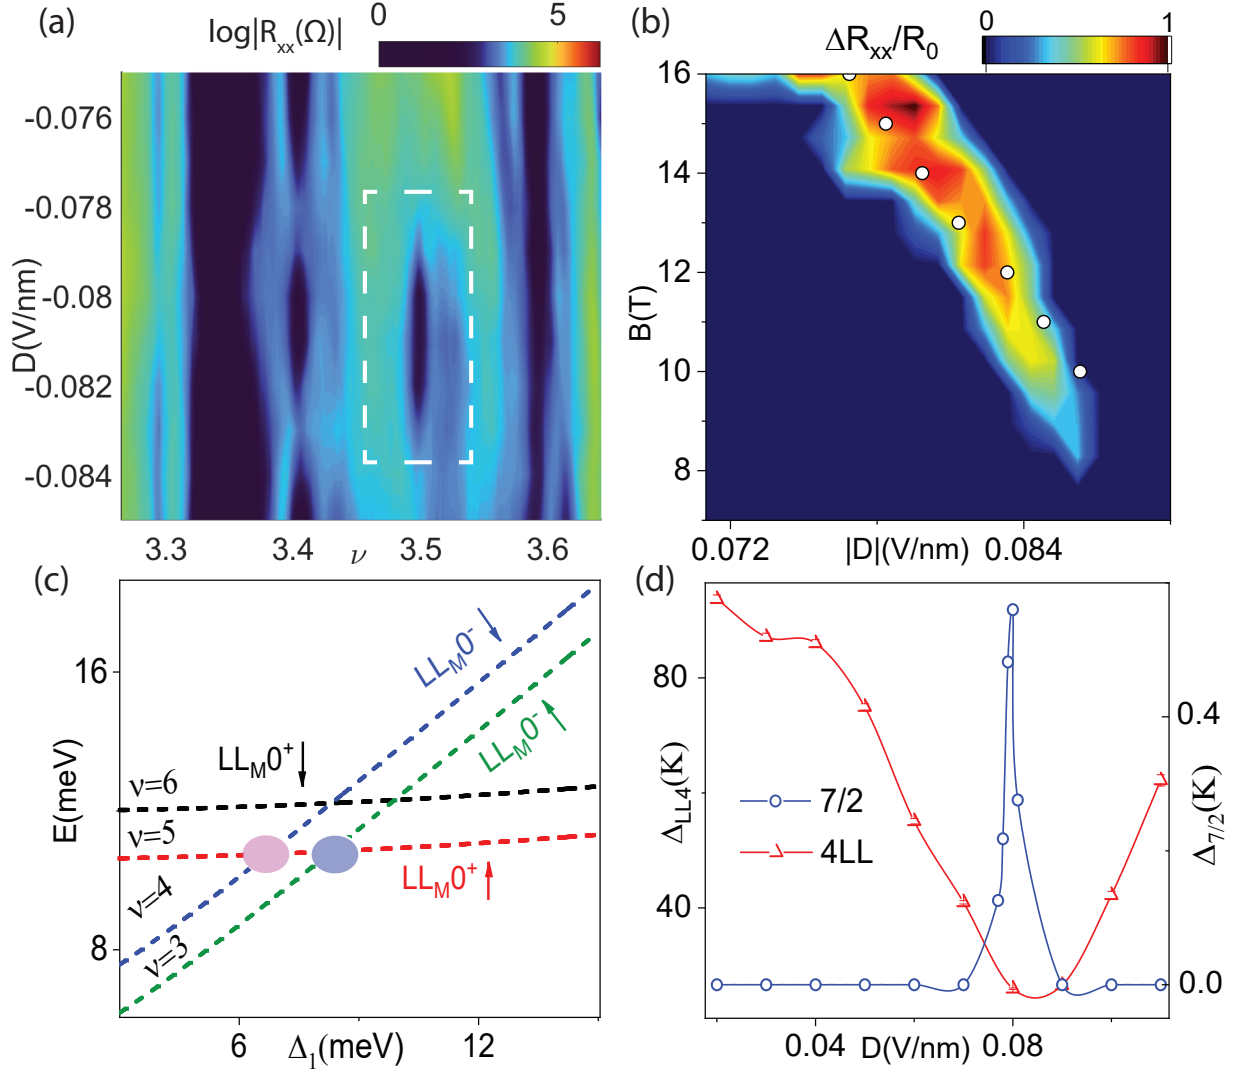 (a)
log|Rxx(Ω)|
0
5
-0.076
-0.078
-0.08
-0.082
-0.084
D(V/nm)
3.3
3.4
ν
3.5
3.6
(b)
ΔRxx/R0
0
1
16
14
12
10
8
B(T)
0.072
|D|(V/nm)
0.084
(c)
16
8
E(meV)
ν=6
ν=5
ν=4
ν=3
LLM0+↓
LLM0-↓
LLM0-↑
LLM0+↑
6
Δ1(meV)
12
(d)
80
40
ΔLL4(K)
7/2
4LL
0.4
0.0
Δ7/2(K)
0.04
D(V/nm)
0.08